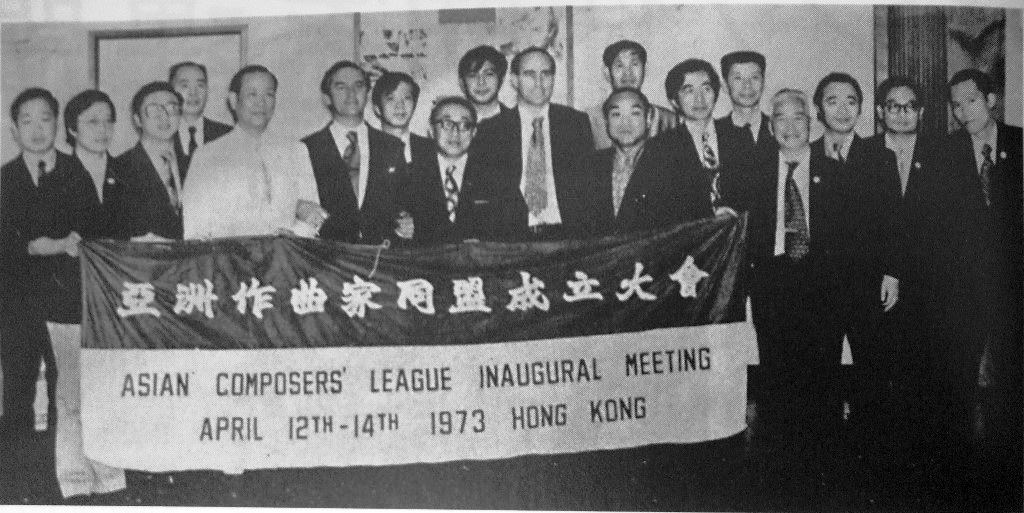 亞洲作曲家同盟成立大會
ASIAN COMPOSERS' LEAGUE INAUGURAL MEETING
APRIL 12TH-14TH 1973 HONG KONG